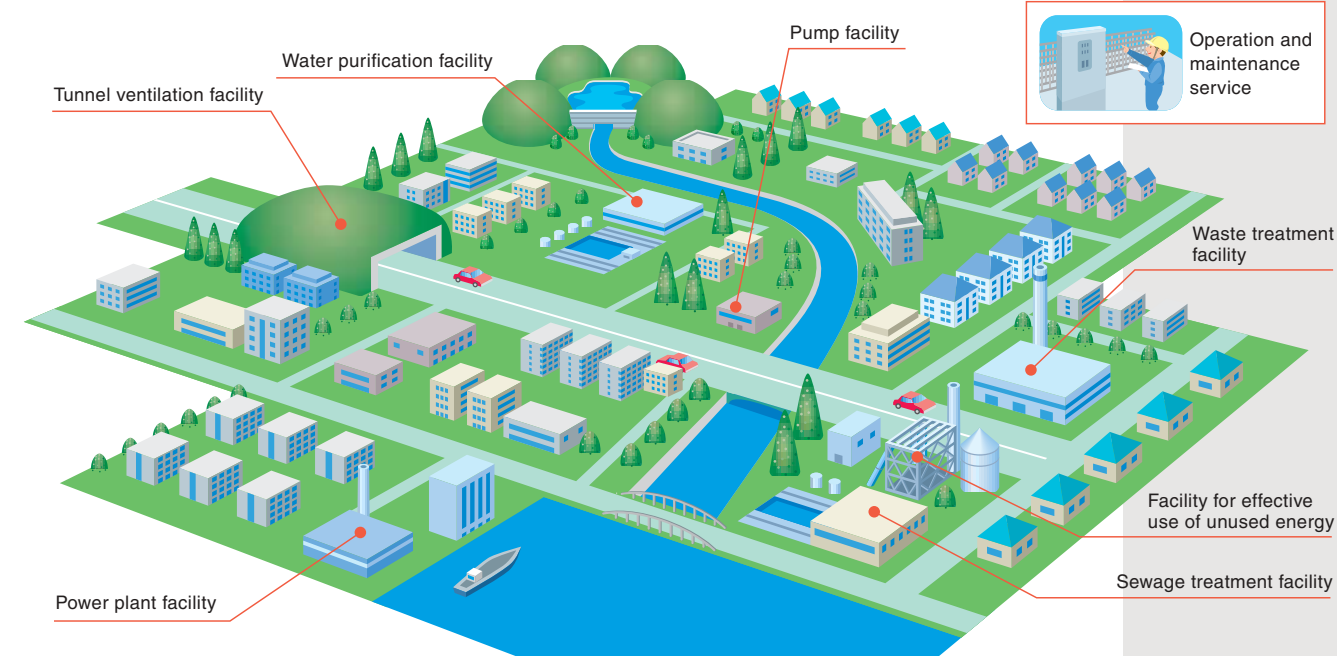 Pump facility
Operation and
maintenance
service
Water purification facility
Tunnel ventilation facility
Waste treatment
facility
Facility for effective
use of unused energy
Sewage treatment facility
Power plant facility